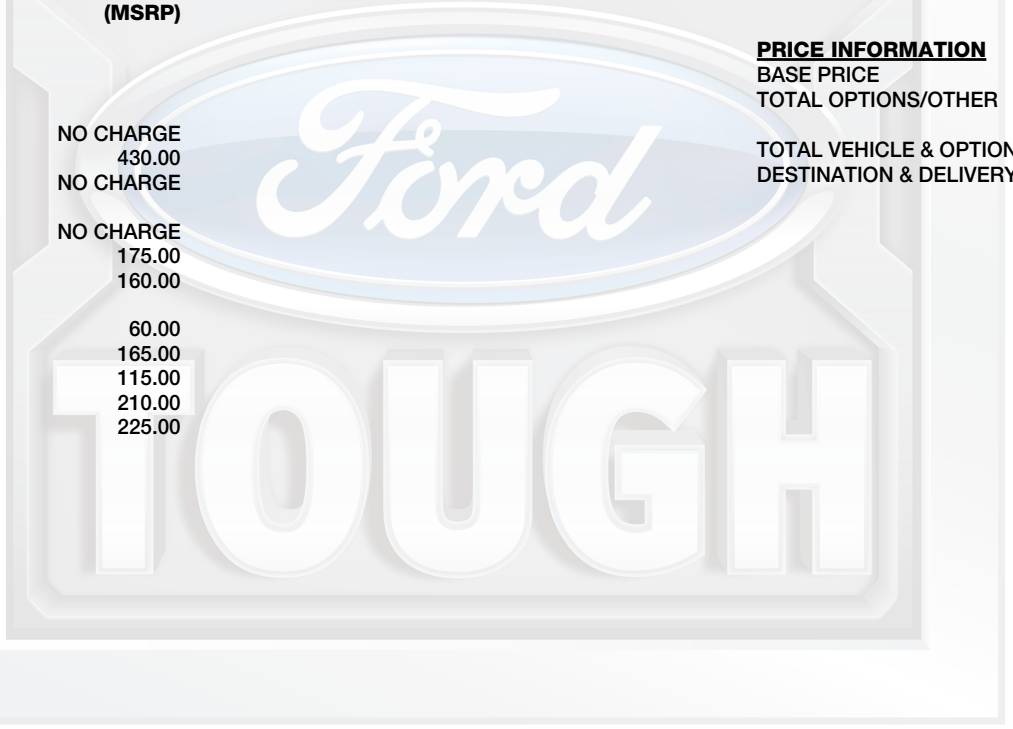 (MSRP)
NO CHARGE
430.00
NO CHARGE
NO CHARGE
175.00
160.00
60.00
165.00
115.00
210.00
225.00
PRICE INFORMATION
BASE PRICE
TOTAL OPTIONS/OTHER
TOTAL VEHICLE & OPTION
DESTINATION & DELIVERY
Ford
TOUGH